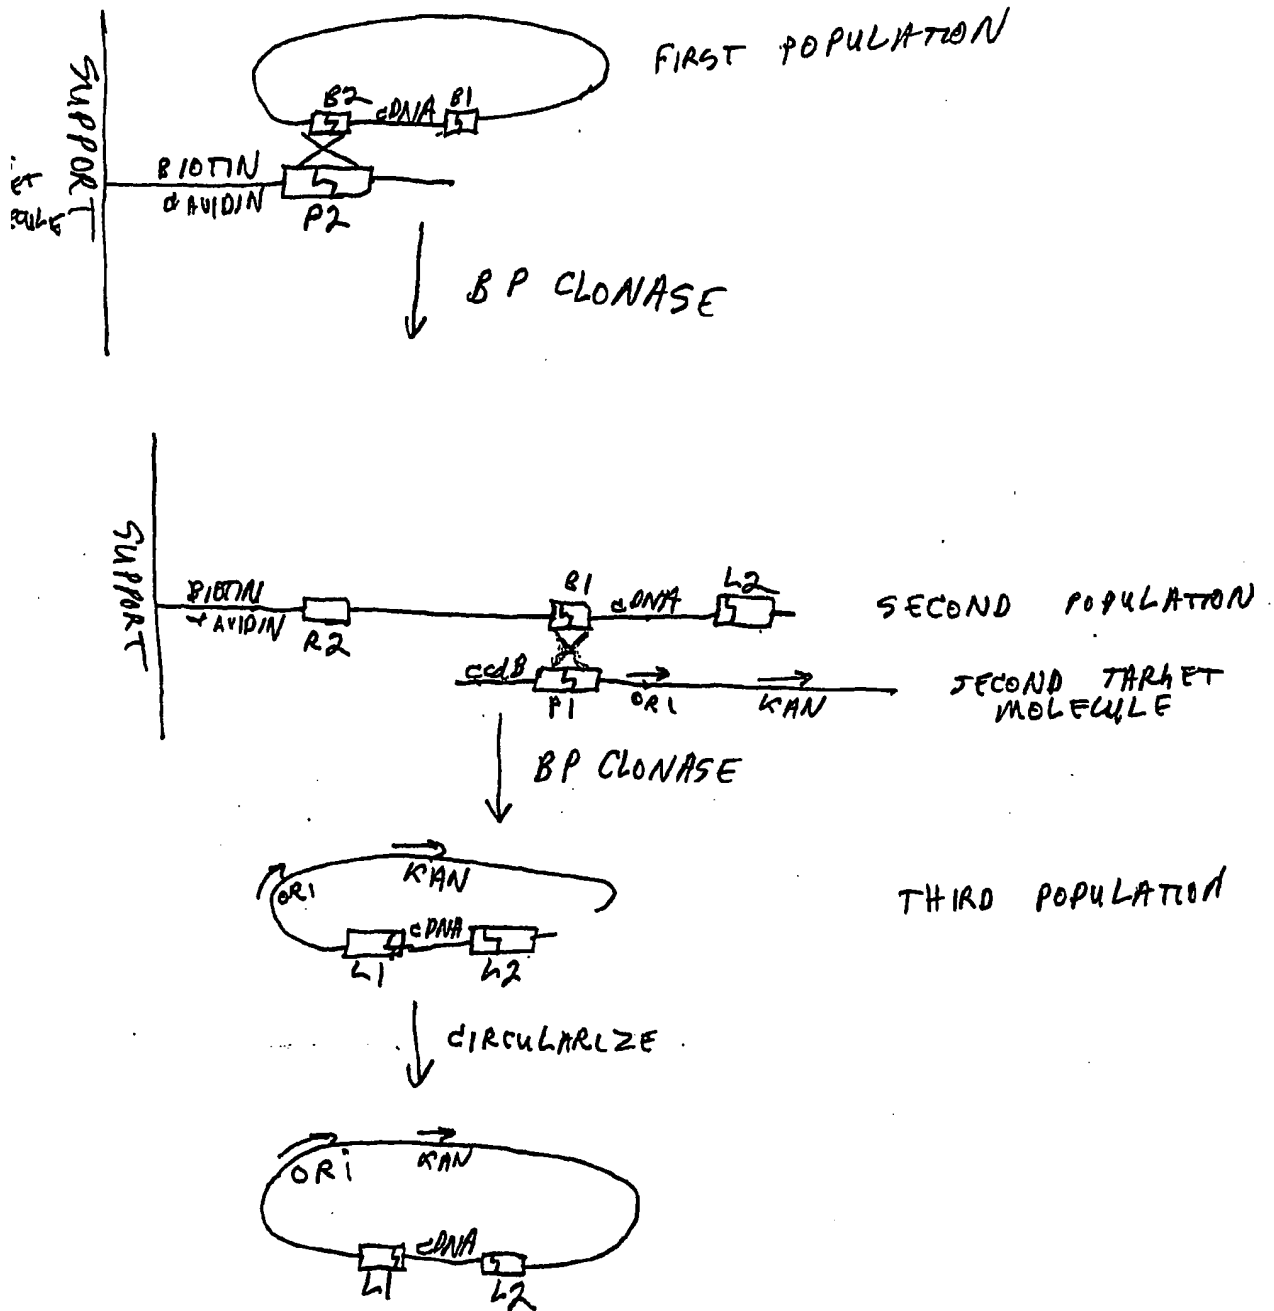 FIRST POPULATION
SUPPORT
B2 cDNA B1
BIOTIN
AVIDIN
P2
BP CLONASE
SUPPORT
BIOTIN
AVIDIN
R2
B1 cDNA L2
SECOND POPULATION
ccdB
P1
ORI
KAN
SECOND TARGET
MOLECULE
BP CLONASE
ORI
KAN
THIRD POPULATION
cDNA
L1 L2
CIRCULARIZE
ORI KAN
cDNA
L1 L2